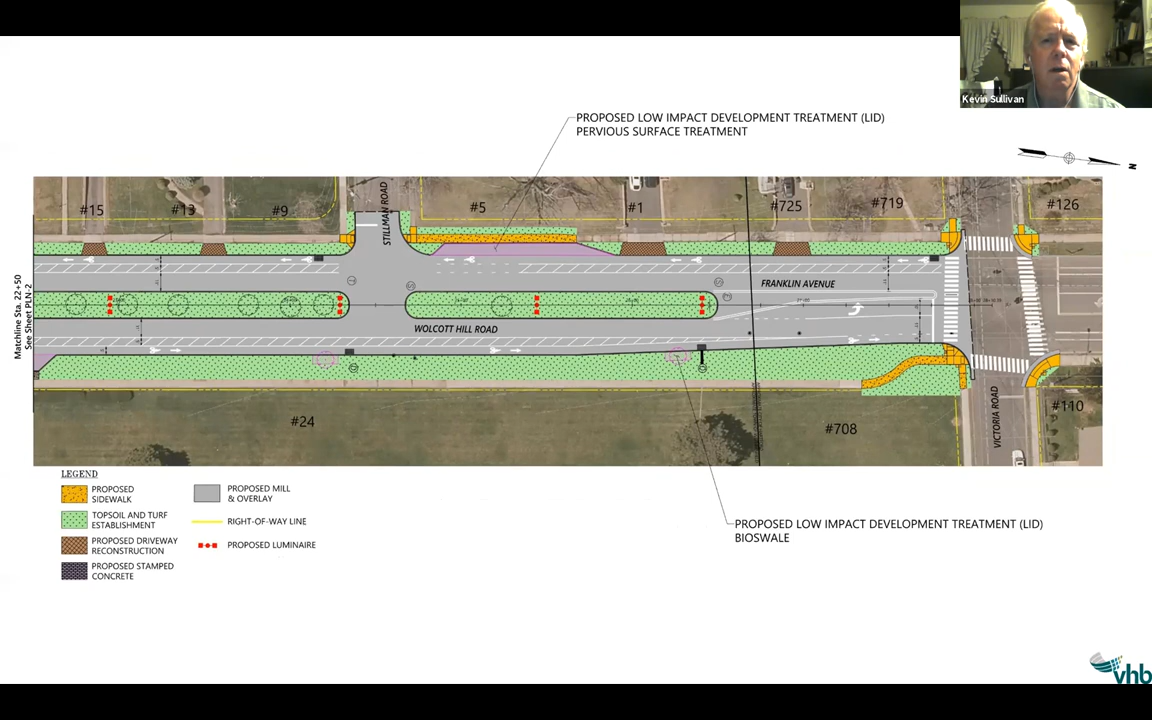 Kevin Sullivan
PROPOSED LOW IMPACT DEVELOPMENT TREATMENT (LID)
PERVIOUS SURFACE TREATMENT
N
#15
#13
#9
STILLMAN ROAD
#5
#1
#725
#719
#126
Matchline Sta. 22+50
See Sheet PLN-2
FRANKLIN AVENUE
WOLCOTT HILL ROAD
VICTORIA ROAD
#24
#708
#110
LEGEND
PROPOSED
SIDEWALK
TOPSOIL AND TURF
ESTABLISHMENT
PROPOSED DRIVEWAY
RECONSTRUCTION
PROPOSED STAMPED
CONCRETE
PROPOSED MILL
& OVERLAY
RIGHT-OF-WAY LINE
PROPOSED LUMINAIRE
PROPOSED LOW IMPACT DEVELOPMENT TREATMENT (LID)
BIOSWALE
vhb